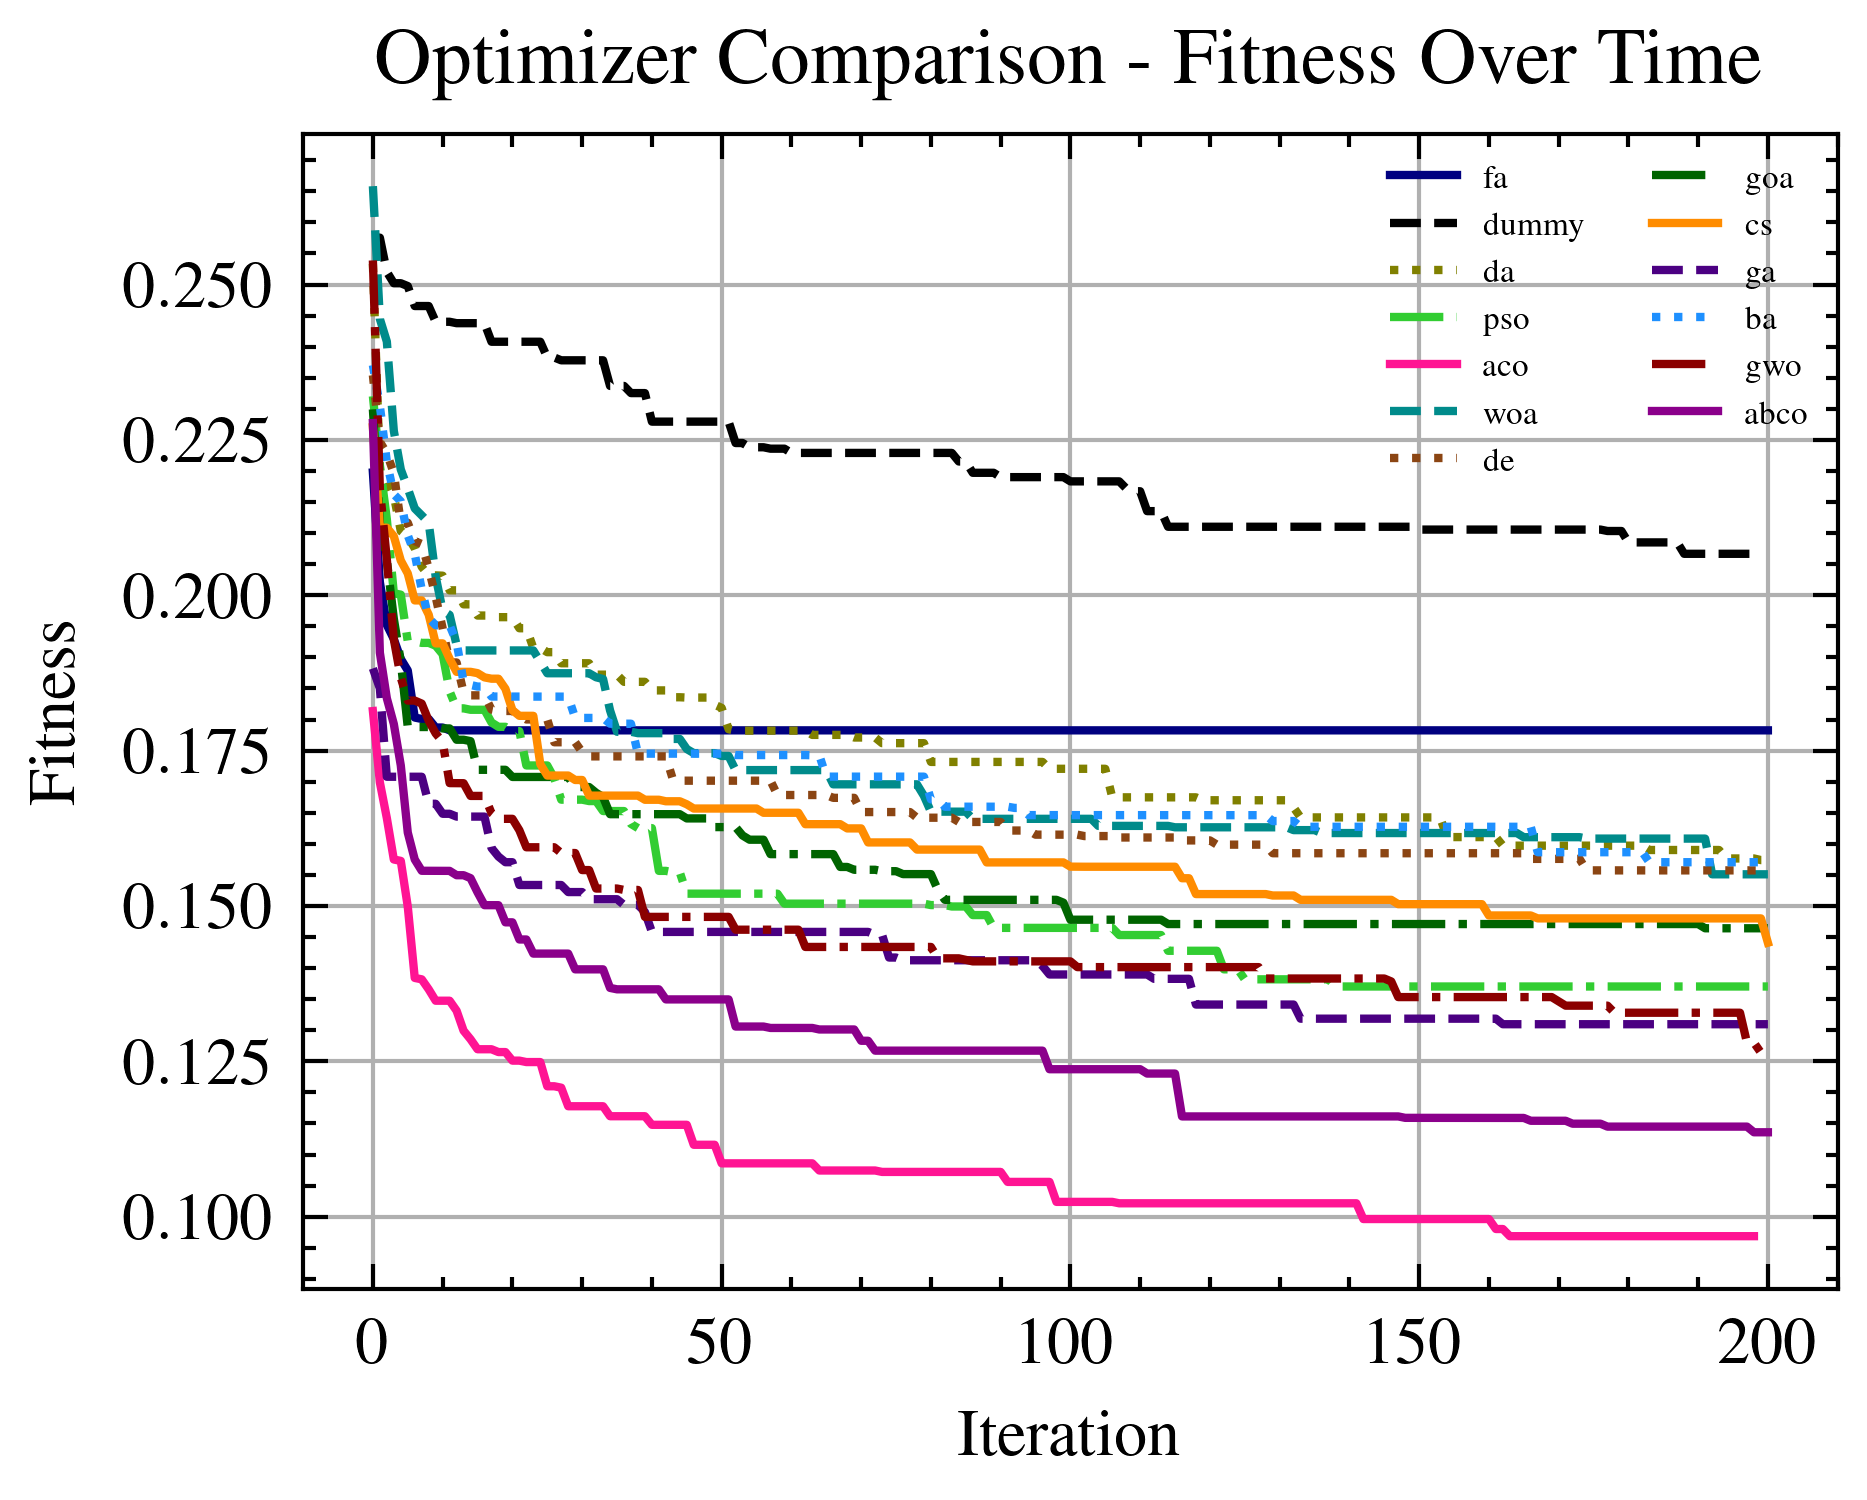 Optimizer Comparison - Fitness Over Time
fa
dummy
da
pso
aco
woa
de
goa
cs
ga
ba
gwo
abco
0.250
0.225
0.200
0.175
0.150
0.125
0.100
Fitness
0 50 100 150 200
Iteration